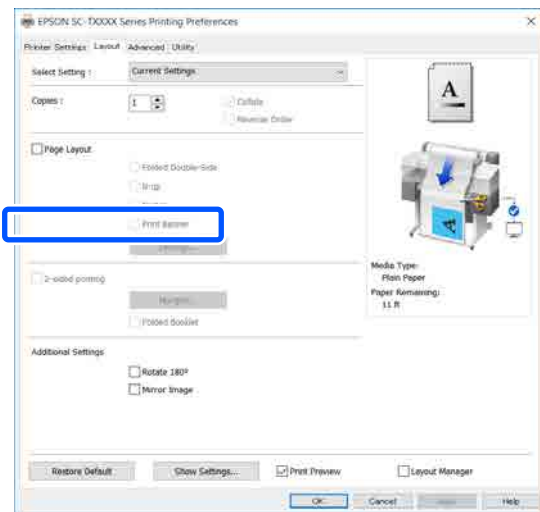 EPSON SC-TXXXX Series Printing Preferences
Printer Settings Layout Advanced Utility
Select Setting : Current Settings
Copies : 1 Collate
Reverse Order
Page Layout
Folded Double-Side
N-up
Print Banner
2-sided printing
Margins...
Folded Booklet
Additional Settings
Rotate 180º
Mirror Image
A
Media Type:
Plain Paper
Paper Remaining:
11 ft
Restore Default Show Settings... Print Preview Layout Manager
OK Cancel Help